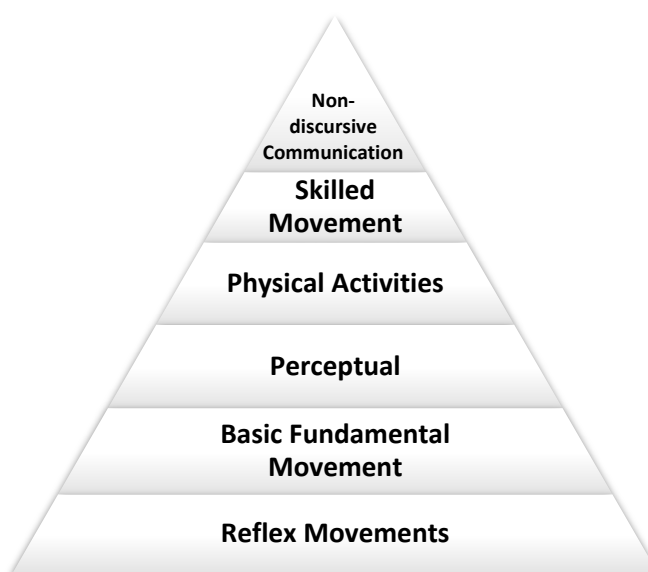 Non-
discursive
Communication
Skilled
Movement
Physical Activities
Perceptual
Basic Fundamental
Movement
Reflex Movements